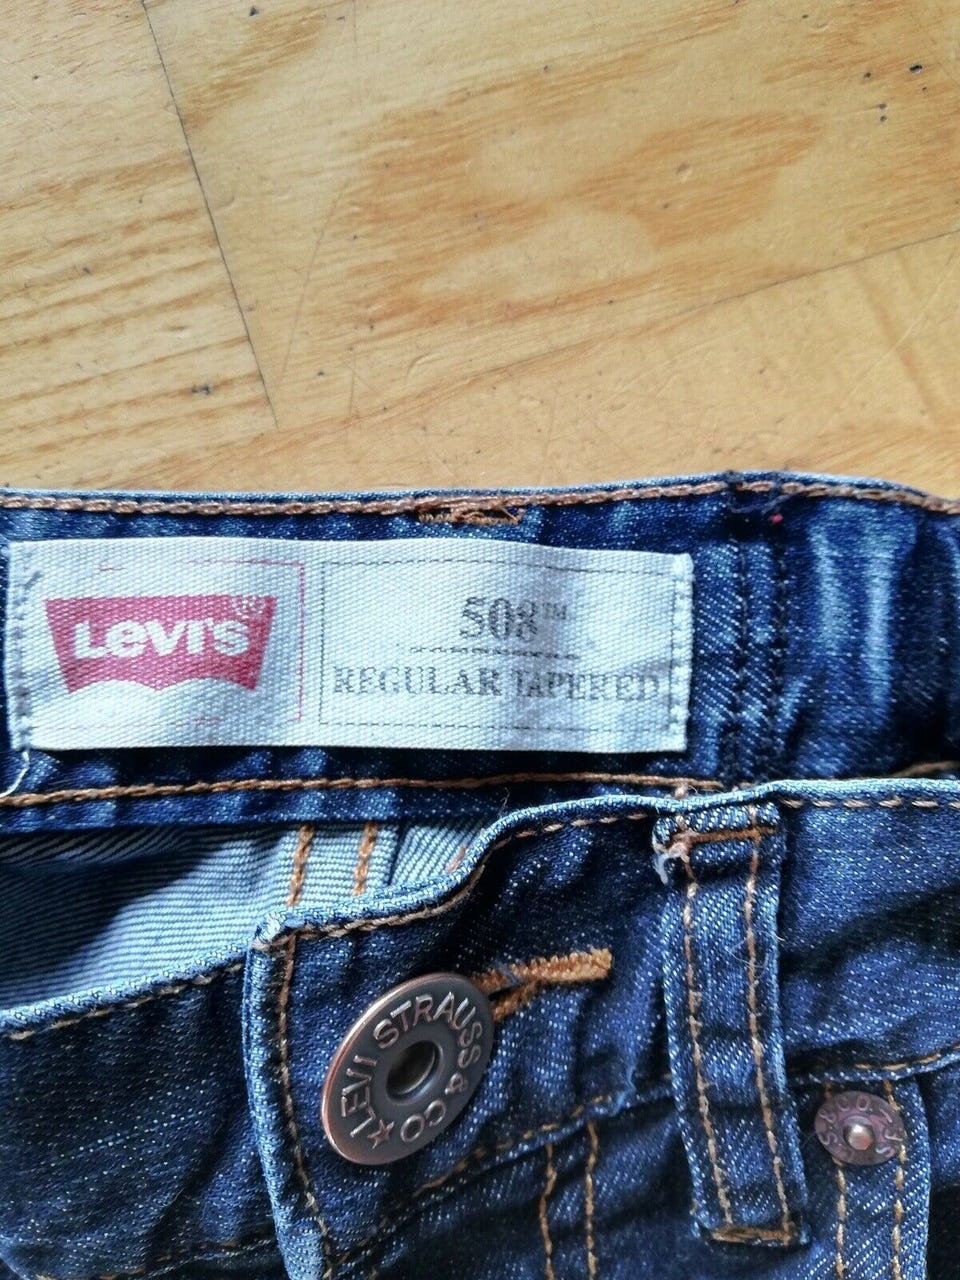 LEVI'S®
508™
REGULAR TAPERED
★ LEVI STRAUSS & CO